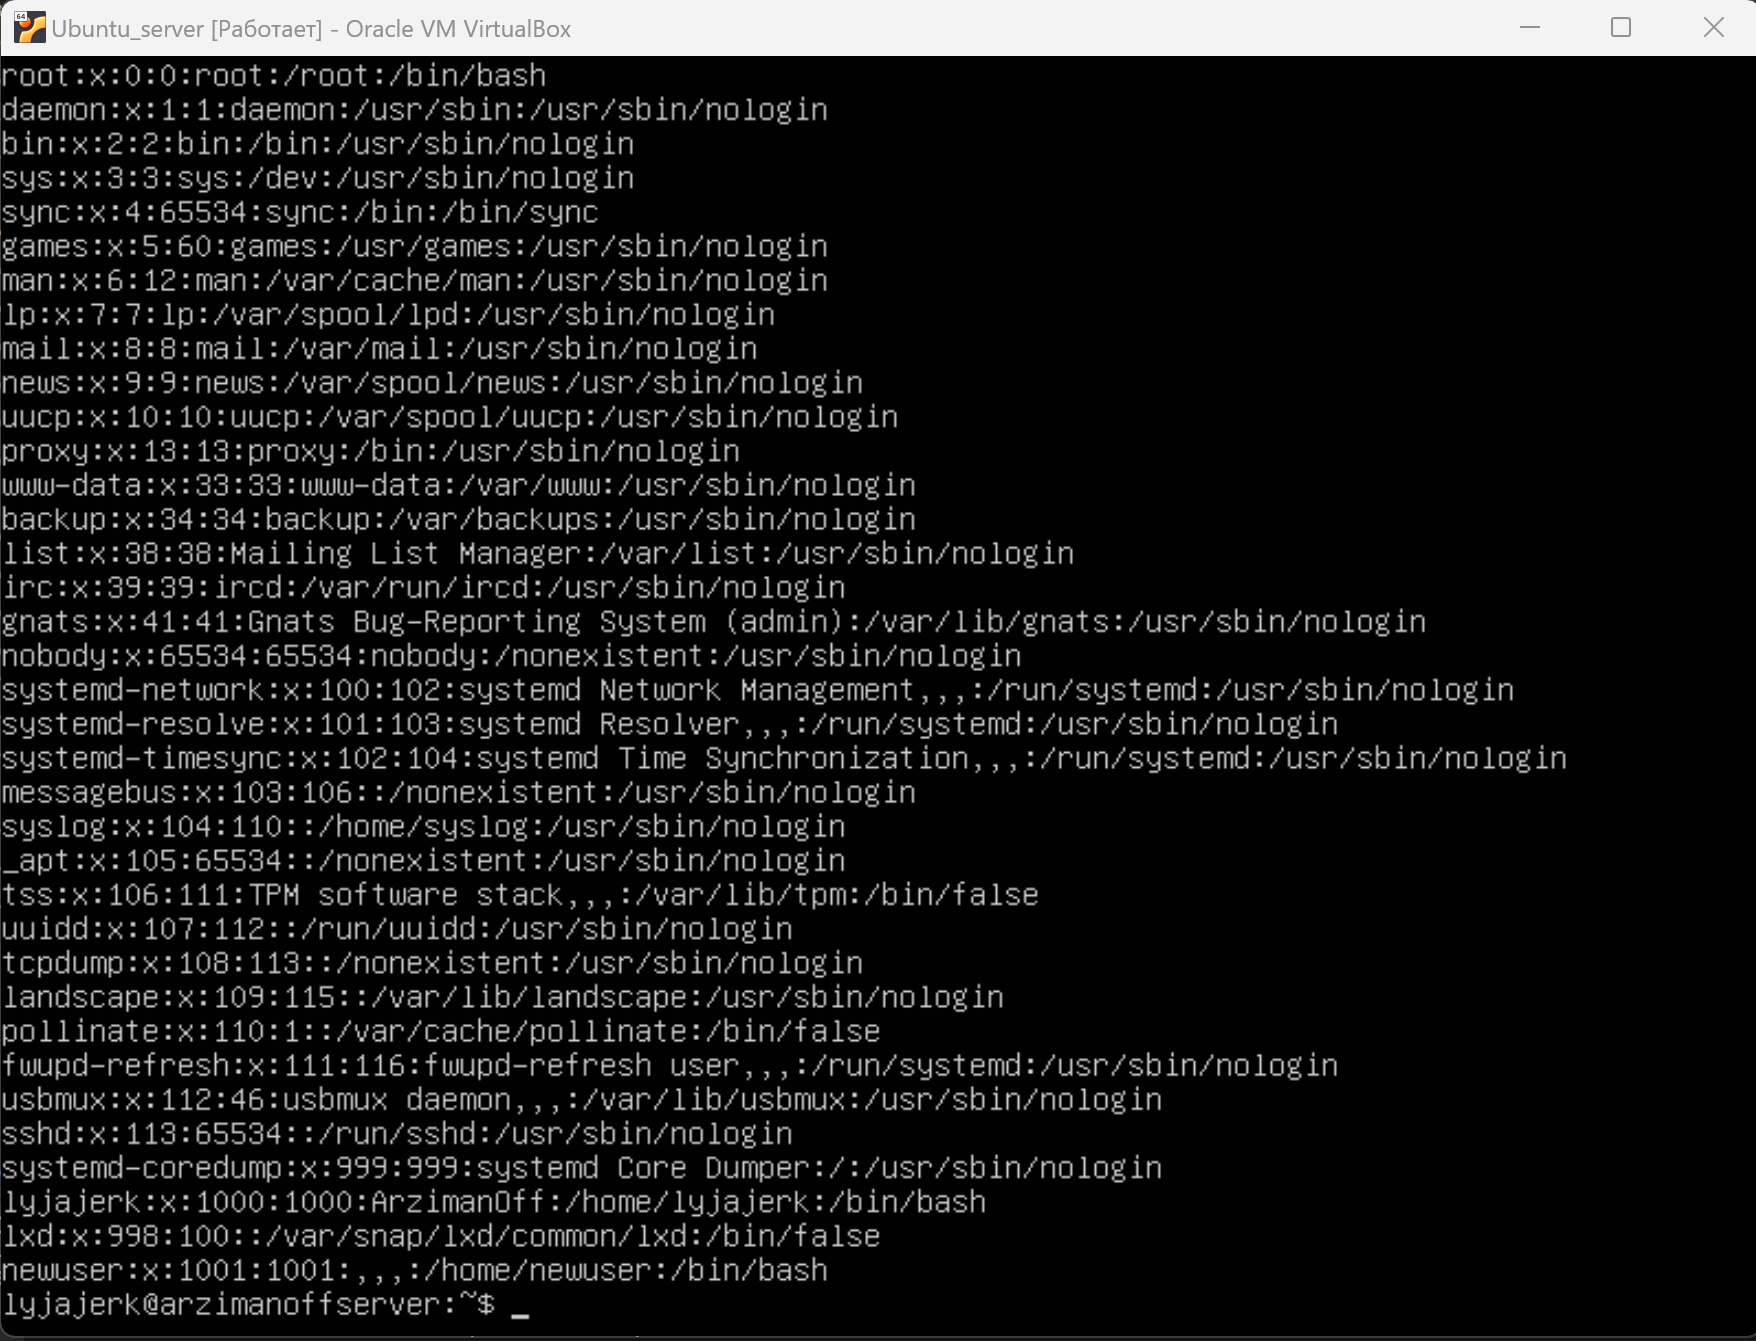 64
Ubuntu_server [Работает] - Oracle VM VirtualBox
root:x:0:0:root:/root:/bin/bash
daemon:x:1:1:daemon:/usr/sbin:/usr/sbin/nologin
bin:x:2:2:bin:/bin:/usr/sbin/nologin
sys:x:3:3:sys:/dev:/usr/sbin/nologin
sync:x:4:65534:sync:/bin:/bin/sync
games:x:5:60:games:/usr/games:/usr/sbin/nologin
man:x:6:12:man:/var/cache/man:/usr/sbin/nologin
lp:x:7:7:lp:/var/spool/lpd:/usr/sbin/nologin
mail:x:8:8:mail:/var/mail:/usr/sbin/nologin
news:x:9:9:news:/var/spool/news:/usr/sbin/nologin
uucp:x:10:10:uucp:/var/spool/uucp:/usr/sbin/nologin
proxy:x:13:13:proxy:/bin:/usr/sbin/nologin
www-data:x:33:33:www-data:/var/www:/usr/sbin/nologin
backup:x:34:34:backup:/var/backups:/usr/sbin/nologin
list:x:38:38:Mailing List Manager:/var/list:/usr/sbin/nologin
irc:x:39:39:ircd:/var/run/ircd:/usr/sbin/nologin
gnats:x:41:41:Gnats Bug-Reporting System (admin):/var/lib/gnats:/usr/sbin/nologin
nobody:x:65534:65534:nobody:/nonexistent:/usr/sbin/nologin
systemd-network:x:100:102:systemd Network Management,,,:/run/systemd:/usr/sbin/nologin
systemd-resolve:x:101:103:systemd Resolver,,,:/run/systemd:/usr/sbin/nologin
systemd-timesync:x:102:104:systemd Time Synchronization,,,:/run/systemd:/usr/sbin/nologin
messagebus:x:103:106::/nonexistent:/usr/sbin/nologin
syslog:x:104:110::/home/syslog:/usr/sbin/nologin
_apt:x:105:65534::/nonexistent:/usr/sbin/nologin
tss:x:106:111:TPM software stack,,,:/var/lib/tpm:/bin/false
uuidd:x:107:112::/run/uuidd:/usr/sbin/nologin
tcpdump:x:108:113::/nonexistent:/usr/sbin/nologin
landscape:x:109:115::/var/lib/landscape:/usr/sbin/nologin
pollinate:x:110:1::/var/cache/pollinate:/bin/false
fwupd-refresh:x:111:116:fwupd-refresh user,,,:/run/systemd:/usr/sbin/nologin
usbmux:x:112:46:usbmux daemon,,,:/var/lib/usbmux:/usr/sbin/nologin
sshd:x:113:65534::/run/sshd:/usr/sbin/nologin
systemd-coredump:x:999:999:systemd Core Dumper:/:/usr/sbin/nologin
lyjajerk:x:1000:1000:ArzimanOff:/home/lyjajerk:/bin/bash
lxd:x:998:100::/var/snap/lxd/common/lxd:/bin/false
newuser:x:1001:1001:,,,:/home/newuser:/bin/bash
lyjajerk@arzimanoffserver:~$ _